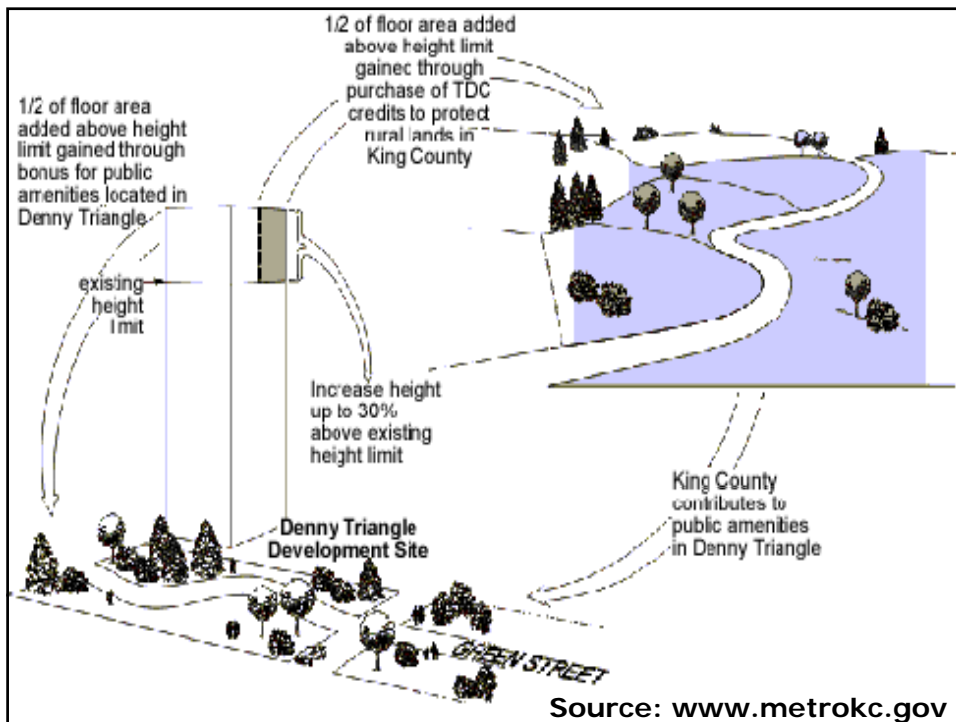 1/2 of floor area added
above height limit
gained through
purchase of TDC
credits to protect
rural lands in
King County
1/2 of floor area
added above height
limit gained through
bonus for public
amenities located in
Denny Triangle
existing
height
limit
Increase height
up to 30%
above existing
height limit
King County
contributes to
public amenities
in Denny Triangle
Denny Triangle
Development Site
GREEN STREET
Source: www.metrokc.gov